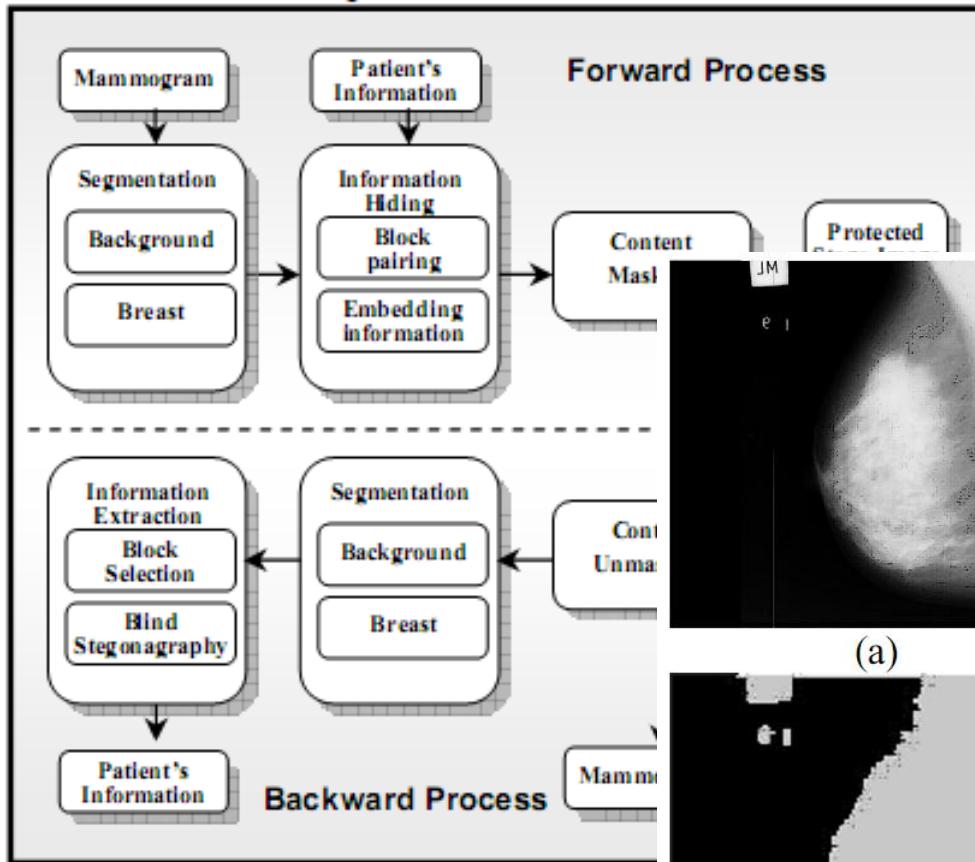 Mammogram
Patient's
Information
Forward Process
Segmentation
Background
Breast
Information
Hiding
Block
pairing
Embedding
information
Content
Protected
JM
(a)
Information
Extraction
Block
Selection
Blind
Stegonagraphy
Segmentation
Background
Breast
Patient's
Information
Backward Process